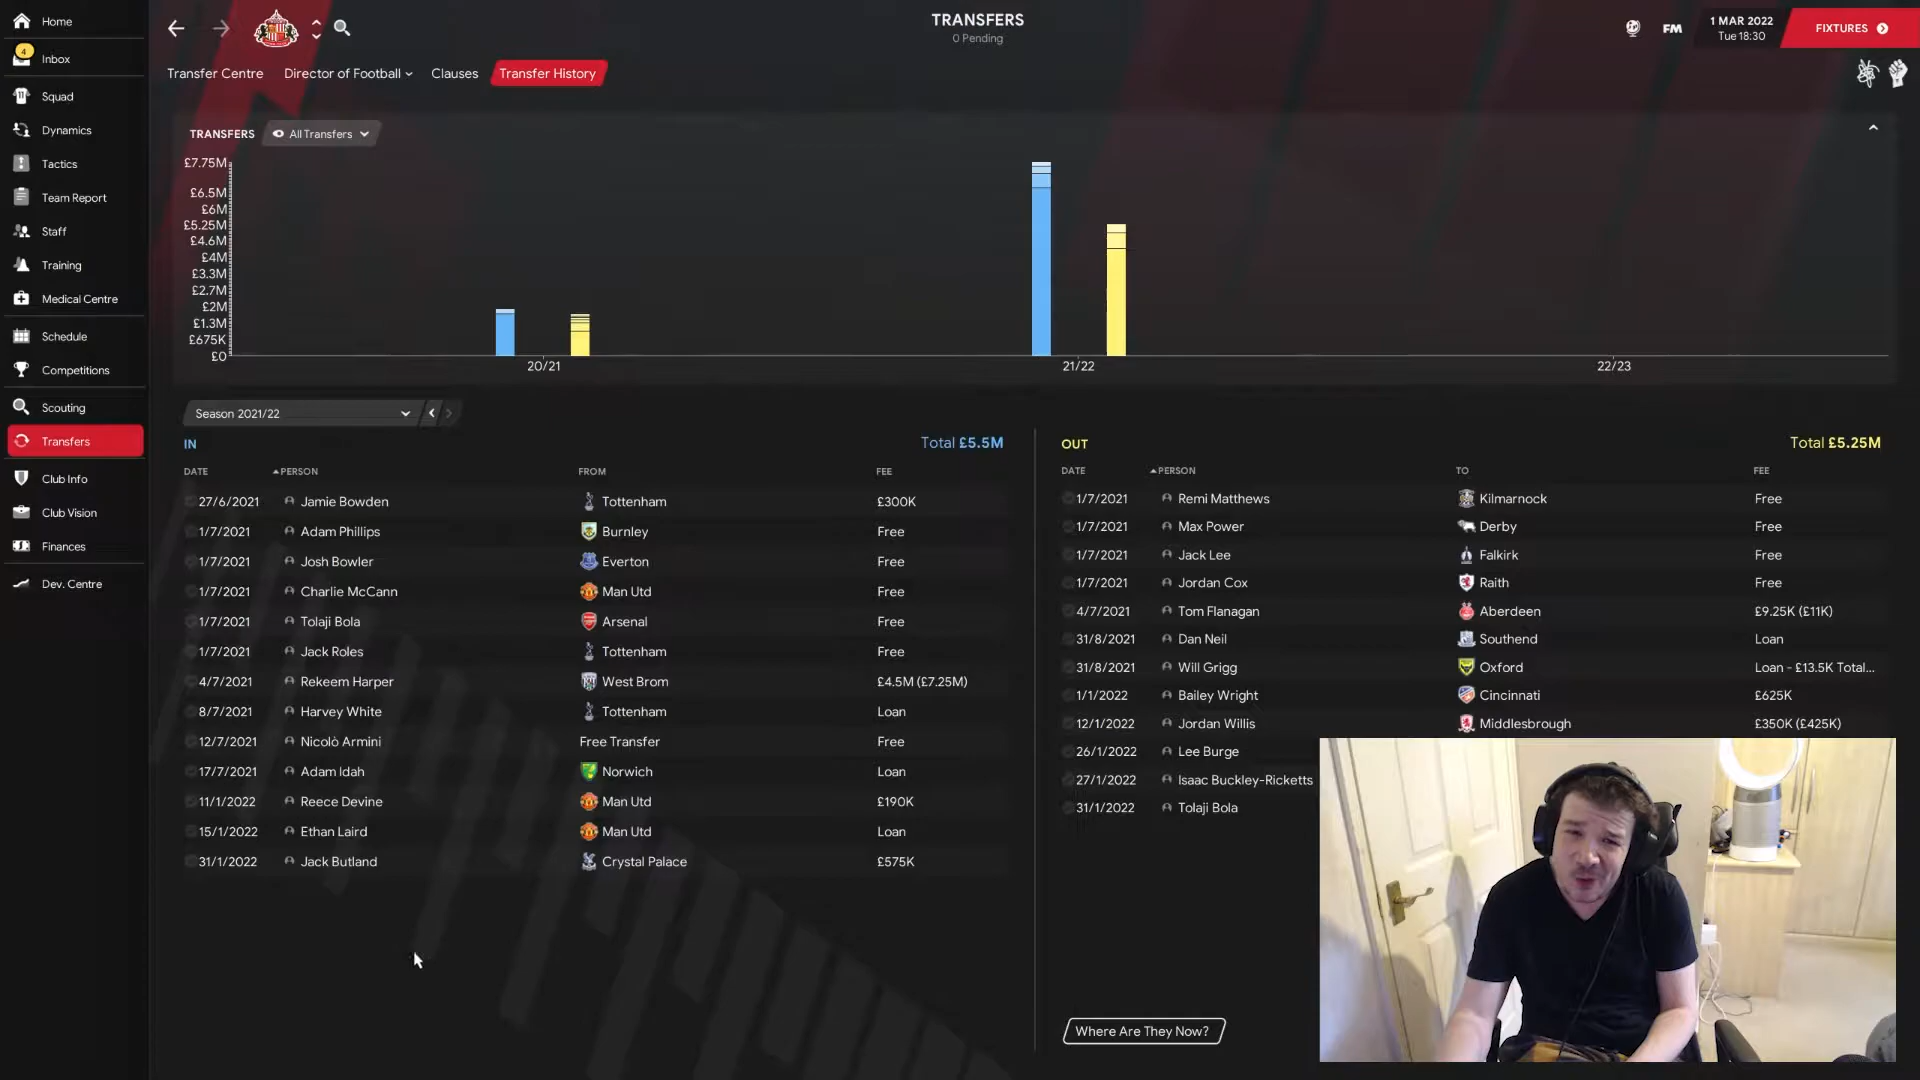 Home
4
Inbox
Squad
Dynamics
Tactics
Team Report
Staff
Training
Medical Centre
Schedule
Competitions
Scouting
Transfers
Club Info
Club Vision
Finances
Dev. Centre
TRANSFERS
0 Pending
FM
1 MAR 2022
Tue 18:30
FIXTURES
Transfer Centre Director of Football Clauses Transfer History
TRANSFERS All Transfers
£7.75M
£6.5M
£6M
£5.25M
£4.6M
£4M
£3.3M
£2.7M
£2M
£1.3M
£675K
£0
20/21 21/22 22/23
Season 2021/22
IN Total £5.5M
DATE PERSON FROM FEE
27/6/2021 Jamie Bowden Tottenham £300K
1/7/2021 Adam Phillips Burnley Free
1/7/2021 Josh Bowler Everton Free
1/7/2021 Charlie McCann Man Utd Free
1/7/2021 Tolaji Bola Arsenal Free
1/7/2021 Jack Roles Tottenham Free
4/7/2021 Rekeem Harper West Brom £4.5M (£7.25M)
8/7/2021 Harvey White Tottenham Loan
12/7/2021 Nicolò Armini Free Transfer Free
17/7/2021 Adam Idah Norwich Loan
11/1/2022 Reece Devine Man Utd £190K
15/1/2022 Ethan Laird Man Utd Loan
31/1/2022 Jack Butland Crystal Palace £575K
OUT Total £5.25M
DATE PERSON TO FEE
1/7/2021 Remi Matthews Kilmarnock Free
1/7/2021 Max Power Derby Free
1/7/2021 Jack Lee Falkirk Free
1/7/2021 Jordan Cox Raith Free
4/7/2021 Tom Flanagan Aberdeen £9.25K (£11K)
31/8/2021 Dan Neil Southend Loan
31/8/2021 Will Grigg Oxford Loan - £13.5K Total...
1/1/2022 Bailey Wright Cincinnati £625K
12/1/2022 Jordan Willis Middlesbrough £350K (£425K)
26/1/2022 Lee Burge
27/1/2022 Isaac Buckley-Ricketts
31/1/2022 Tolaji Bola
Where Are They Now?